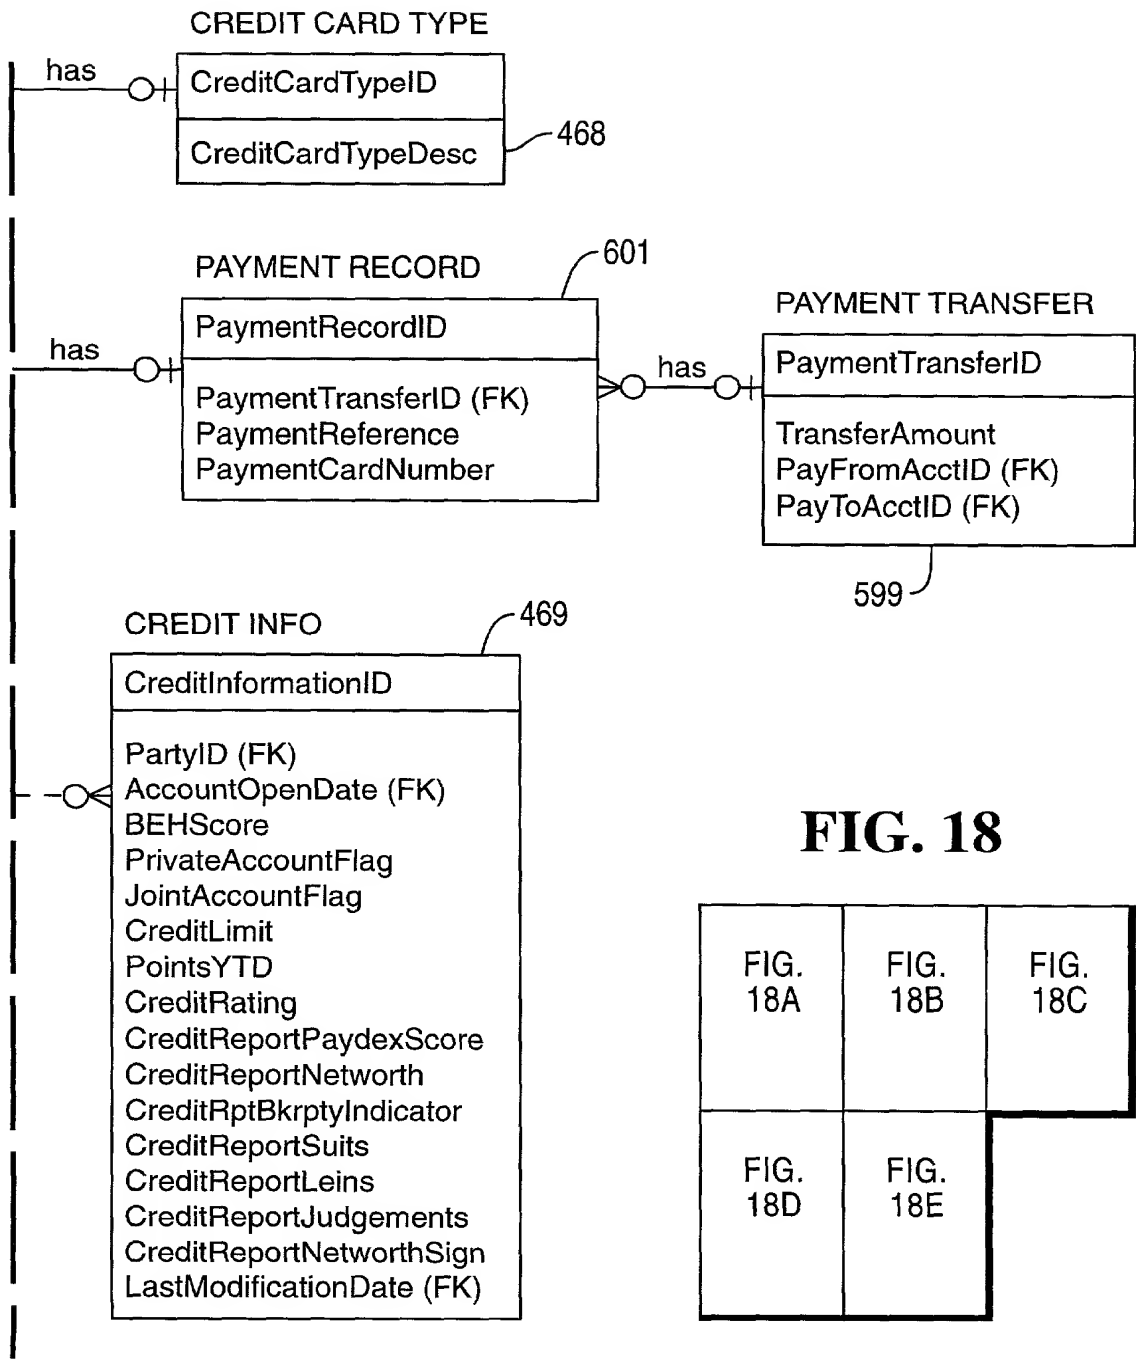 CREDIT CARD TYPE
has
CreditCardTypeID
CreditCardTypeDesc
468
PAYMENT RECORD
601
has
PaymentRecordID
PaymentTransferID (FK)
PaymentReference
PaymentCardNumber
has
PAYMENT TRANSFER
PaymentTransferID
TransferAmount
PayFromAcctID (FK)
PayToAcctID (FK)
599
CREDIT INFO
469
CreditInformationID
PartyID (FK)
AccountOpenDate (FK)
BEHScore
PrivateAccountFlag
JointAccountFlag
CreditLimit
PointsYTD
CreditRating
CreditReportPaydexScore
CreditReportNetworth
CreditRptBkrptyIndicator
CreditReportSuits
CreditReportLeins
CreditReportJudgements
CreditReportNetworthSign
LastModificationDate (FK)
FIG. 18
FIG.
18A
FIG.
18B
FIG.
18C
FIG.
18D
FIG.
18E